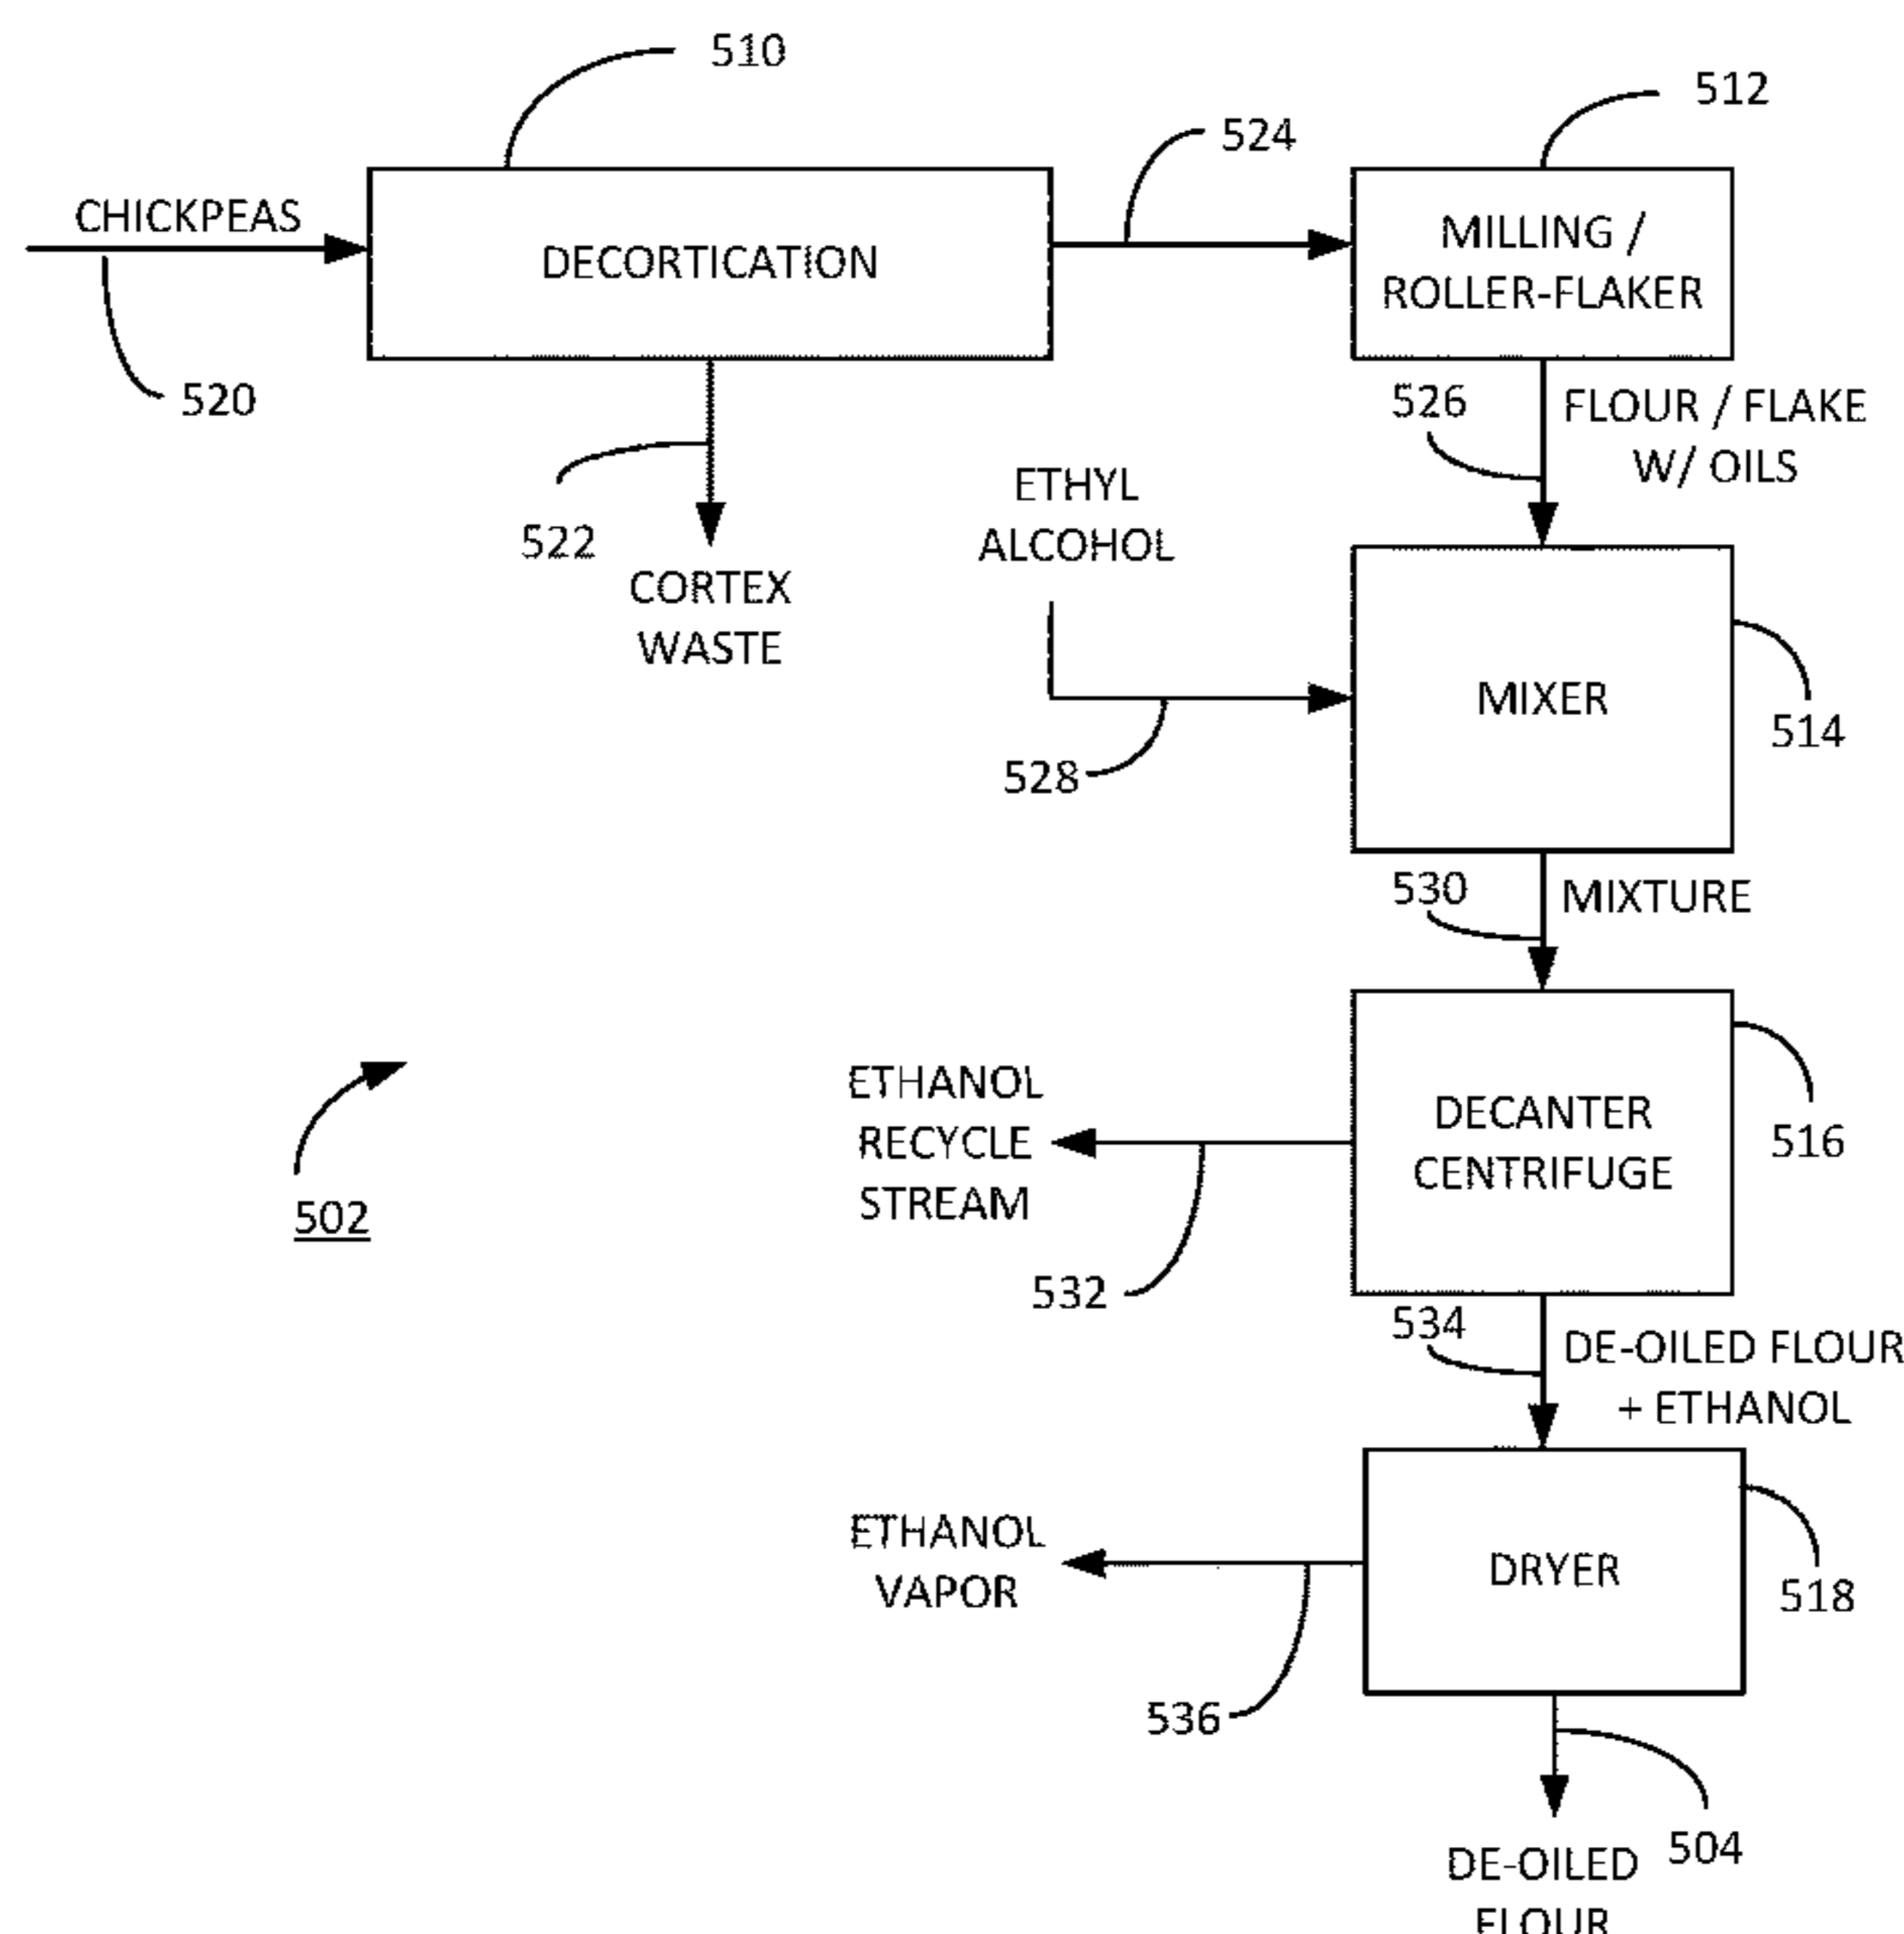 510
512
524
CHICKPEAS
DECORTICATION
MILLING /
ROLLER-FLAKER
520
526
FLOUR / FLAKE
W/ OILS
522
CORTEX
WASTE
ETHYL
ALCOHOL
MIXER
514
528
530
MIXTURE
ETHANOL
RECYCLE
STREAM
DECANTER
CENTRIFUGE
516
502
532
534
DE-OILED FLOUR
+ ETHANOL
ETHANOL
VAPOR
DRYER
518
536
504
DE-OILED
FLOUR